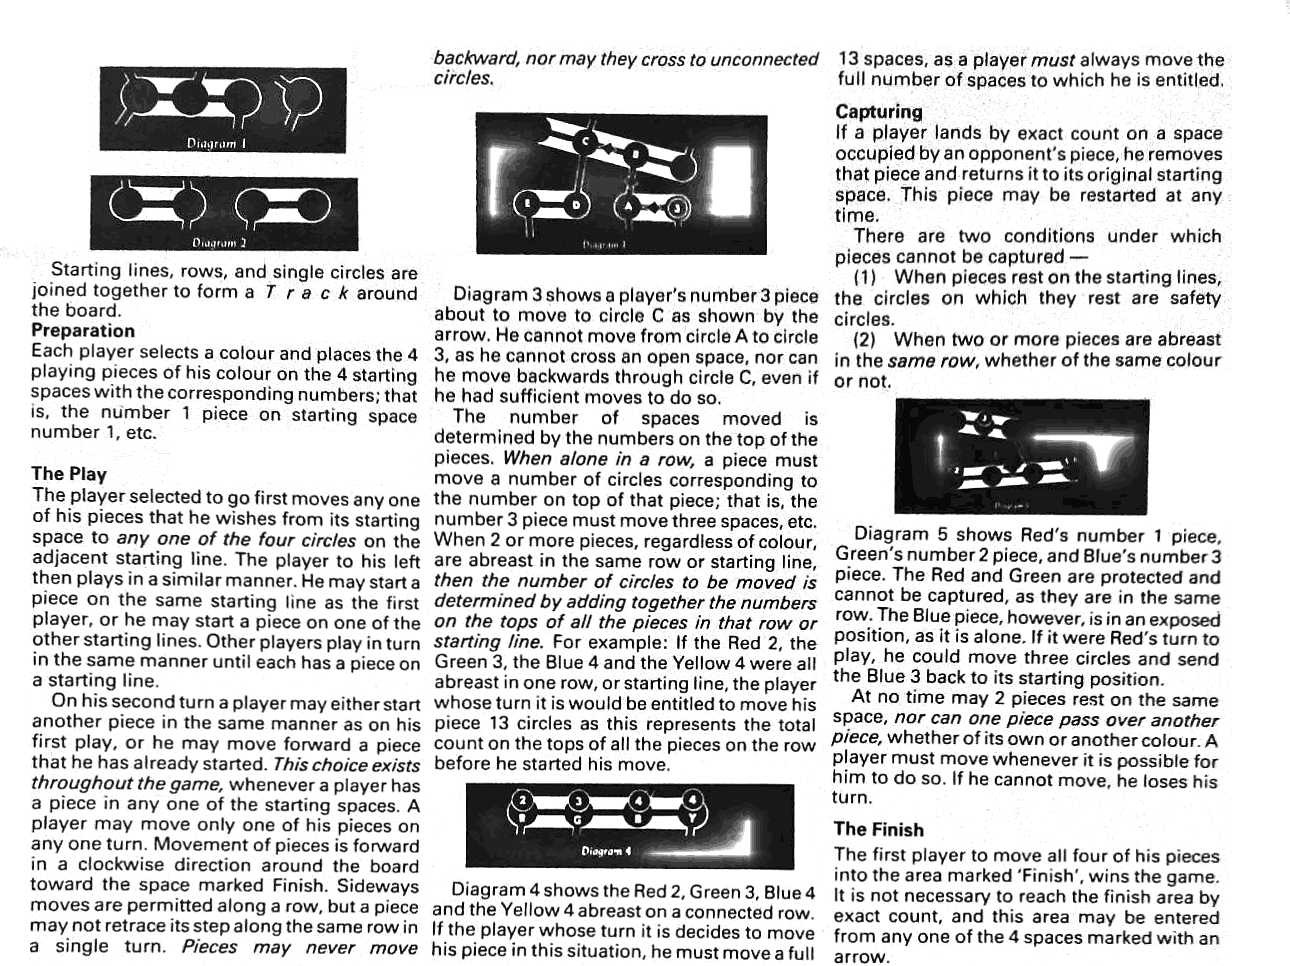 Diagram 1
Diagram 2
Starting lines, rows, and single circles are
joined together to form a T r a c k around
the board.
Preparation
Each player selects a colour and places the 4
playing pieces of his colour on the 4 starting
spaces with the corresponding numbers; that
is, the number 1 piece on starting space
number 1, etc.
The Play
The player selected to go first moves any one
of his pieces that he wishes from its starting
space to any one of the four circles on the
adjacent starting line. The player to his left
then plays in a similar manner. He may start a
piece on the same starting line as the first
player, or he may start a piece on one of the
other starting lines. Other players play in turn
in the same manner until each has a piece on
a starting line.
On his second turn a player may either start
another piece in the same manner as on his
first play, or he may move forward a piece
that he has already started. This choice exists
throughout the game, whenever a player has
a piece in any one of the starting spaces. A
player may move only one of his pieces on
any one turn. Movement of pieces is forward
in a clockwise direction around the board
toward the space marked Finish. Sideways
moves are permitted along a row, but a piece
may not retrace its step along the same row in
a single turn. Pieces may never move
backward, nor may they cross to unconnected
circles.
C
B
E
D
A
3
Diagram 3
Diagram 3 shows a player's number 3 piece
about to move to circle C as shown by the
arrow. He cannot move from circle A to circle
3, as he cannot cross an open space, nor can
he move backwards through circle C, even if
he had sufficient moves to do so.
The number of spaces moved is
determined by the numbers on the top of the
pieces. When alone in a row, a piece must
move a number of circles corresponding to
the number on top of that piece; that is, the
number 3 piece must move three spaces, etc.
When 2 or more pieces, regardless of colour,
are abreast in the same row or starting line,
then the number of circles to be moved is
determined by adding together the numbers
on the tops of all the pieces in that row or
starting line. For example: If the Red 2, the
Green 3, the Blue 4 and the Yellow 4 were all
abreast in one row, or starting line, the player
whose turn it is would be entitled to move his
piece 13 circles as this represents the total
count on the tops of all the pieces on the row
before he started his move.
2 3 4 4
R G B Y
Diagram 4
Diagram 4 shows the Red 2, Green 3, Blue 4
and the Yellow 4 abreast on a connected row.
If the player whose turn it is decides to move
his piece in this situation, he must move a full
13 spaces, as a player must always move the
full number of spaces to which he is entitled.
Capturing
If a player lands by exact count on a space
occupied by an opponent's piece, he removes
that piece and returns it to its original starting
space. This piece may be restarted at any
time.
There are two conditions under which
pieces cannot be captured —
(1) When pieces rest on the starting lines,
the circles on which they rest are safety
circles.
(2) When two or more pieces are abreast
in the same row, whether of the same colour
or not.
Diagram 5 shows Red's number 1 piece,
Green's number 2 piece, and Blue's number 3
piece. The Red and Green are protected and
cannot be captured, as they are in the same
row. The Blue piece, however, is in an exposed
position, as it is alone. If it were Red's turn to
play, he could move three circles and send
the Blue 3 back to its starting position.
At no time may 2 pieces rest on the same
space, nor can one piece pass over another
piece, whether of its own or another colour. A
player must move whenever it is possible for
him to do so. If he cannot move, he loses his
turn.
The Finish
The first player to move all four of his pieces
into the area marked 'Finish', wins the game.
It is not necessary to reach the finish area by
exact count, and this area may be entered
from any one of the 4 spaces marked with an
arrow.